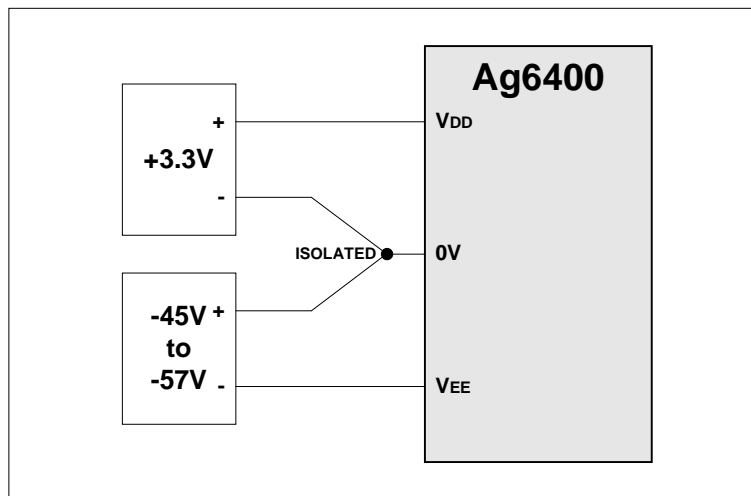 Ag6400
+
VDD
+3.3V
-
ISOLATED
0V
-45V
+
to
-57V
-
VEE